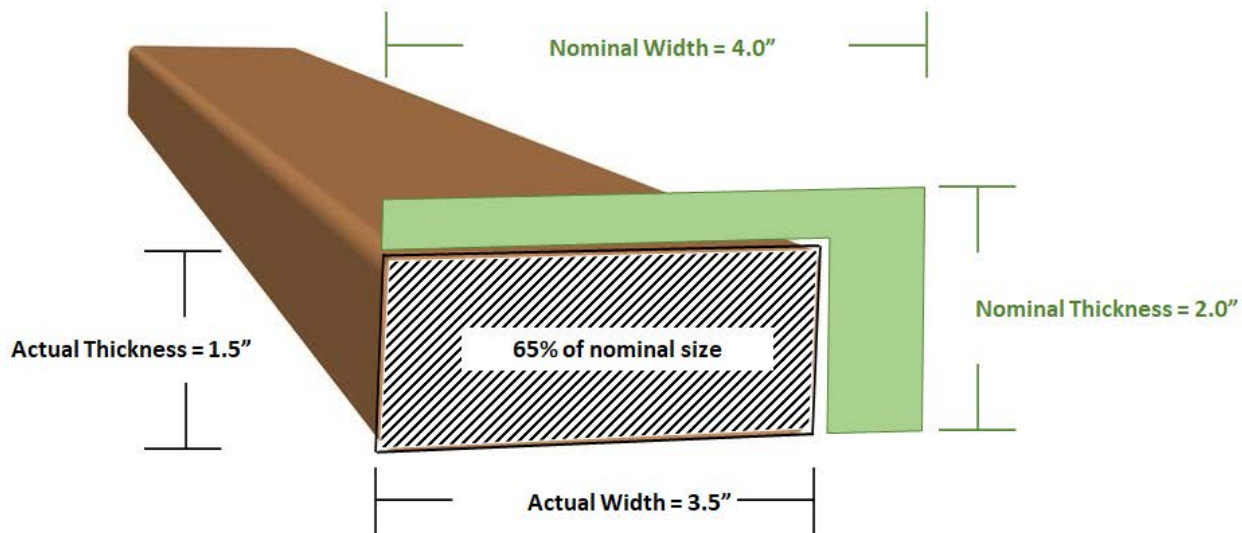 Nominal Width = 4.0”
Nominal Thickness = 2.0”
Actual Thickness = 1.5”
65% of nominal size
Actual Width = 3.5”